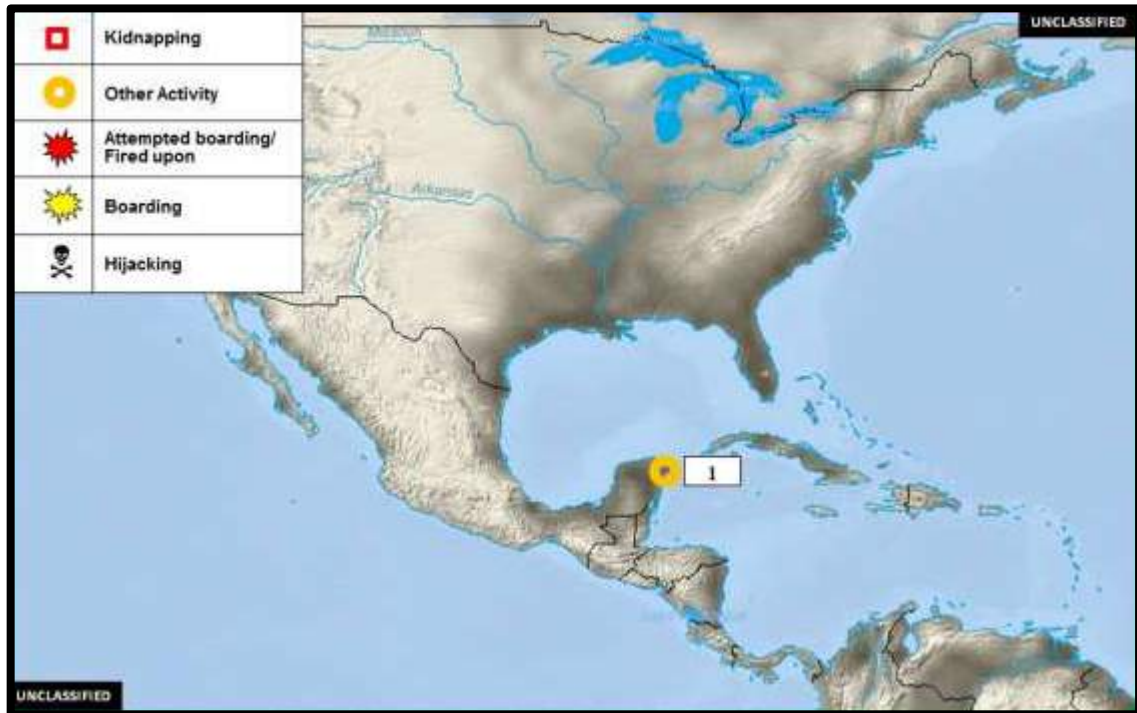 Kidnapping
Other Activity
Attempted boarding/
Fired upon
Boarding
Hijacking
UNCLASSIFIED
Arkansas
1
UNCLASSIFIED